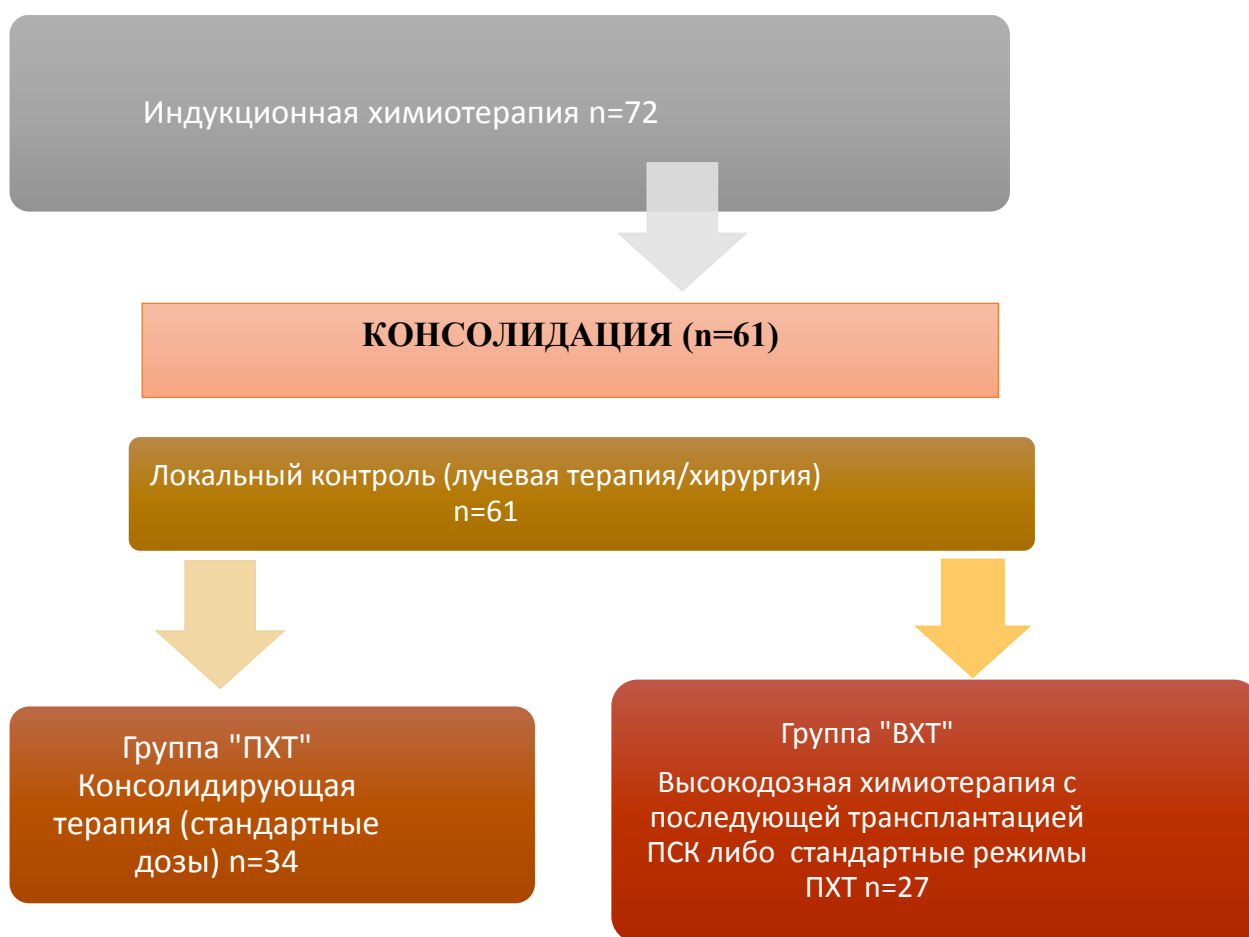 Индукционная химиотерапия n=72
КОНСОЛИДАЦИЯ (n=61)
Локальный контроль (лучевая терапия/хирургия)
n=61
Группа "ПХТ"
Консолидирующая
терапия (стандартные
дозы) n=34
Группа "ВХТ"
Высокодозная химиотерапия с
последующей трансплантацией
ПСК либо  стандартные режимы
ПХТ n=27